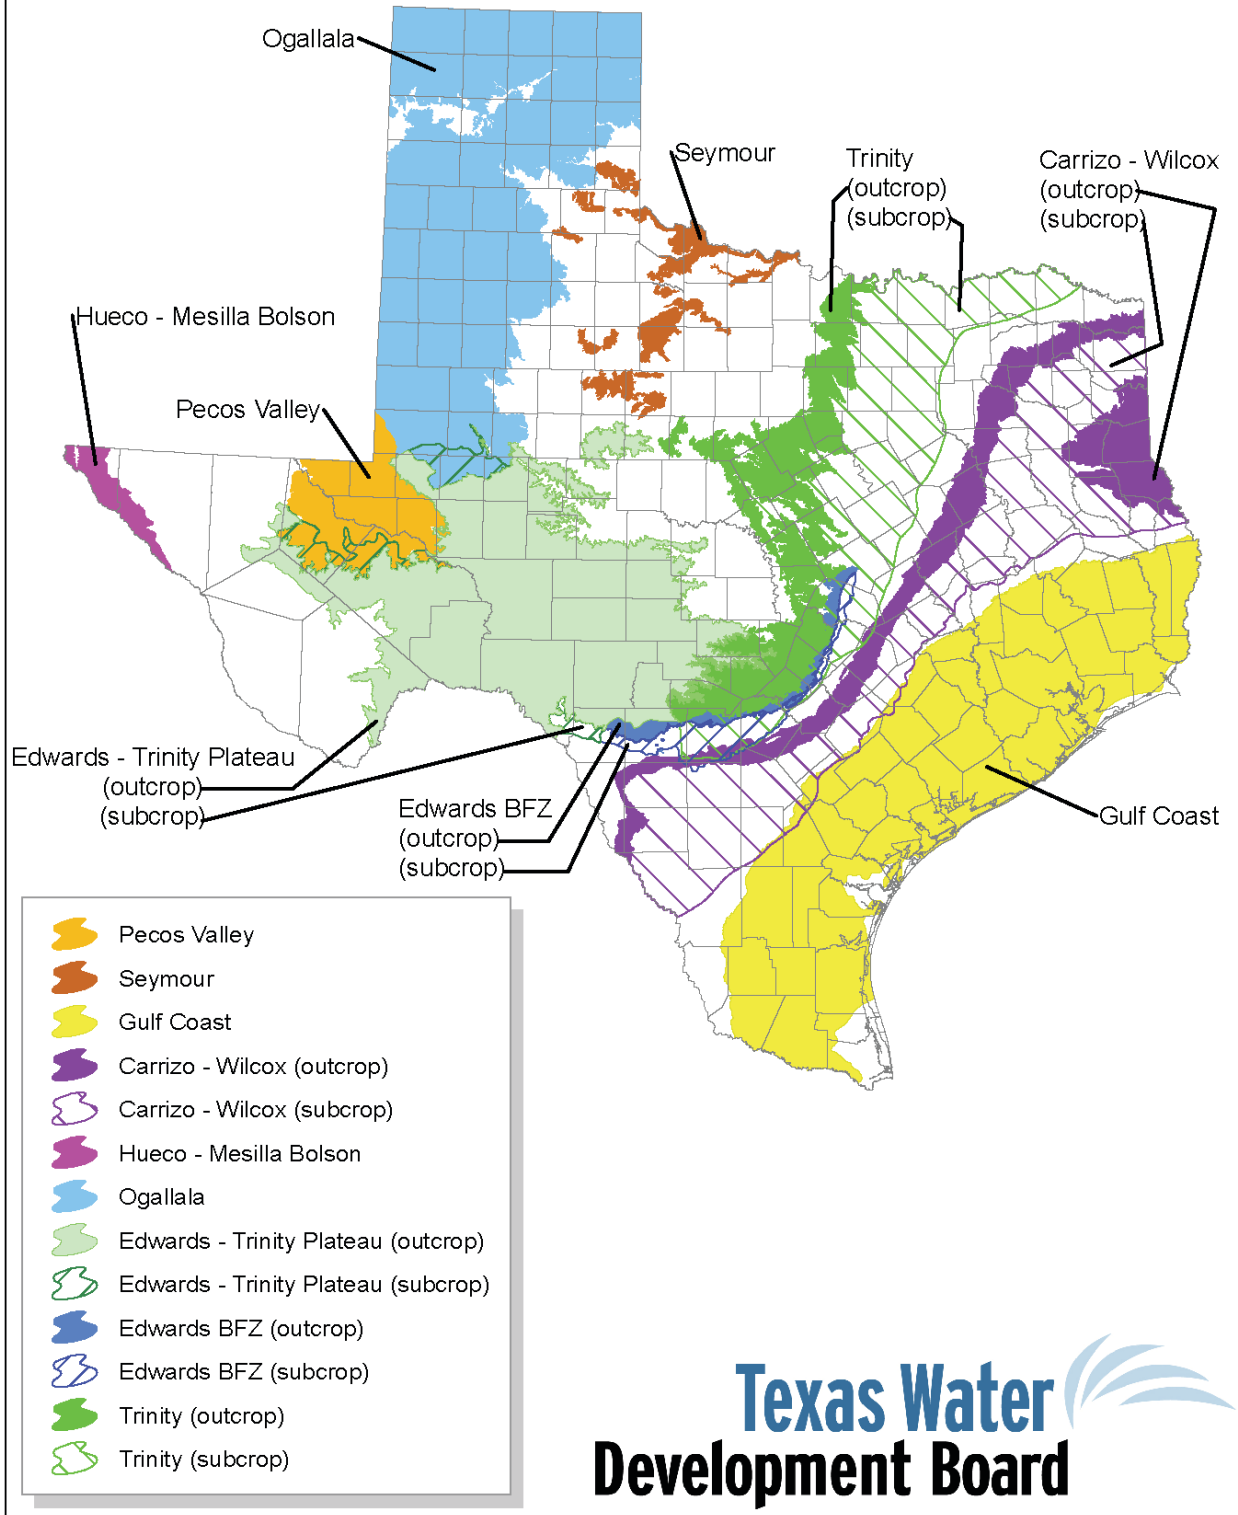 Ogallala
Seymour
Trinity
(outcrop)
(subcrop)
Carrizo - Wilcox
(outcrop)
(subcrop)
Hueco - Mesilla Bolson
Pecos Valley
Edwards - Trinity Plateau
(outcrop)
(subcrop)
Edwards BFZ
(outcrop)
(subcrop)
Gulf Coast
Pecos Valley
Seymour
Gulf Coast
Carrizo - Wilcox (outcrop)
Carrizo - Wilcox (subcrop)
Hueco - Mesilla Bolson
Ogallala
Edwards - Trinity Plateau (outcrop)
Edwards - Trinity Plateau (subcrop)
Edwards BFZ (outcrop)
Edwards BFZ (subcrop)
Trinity (outcrop)
Trinity (subcrop)
Texas Water
Development Board